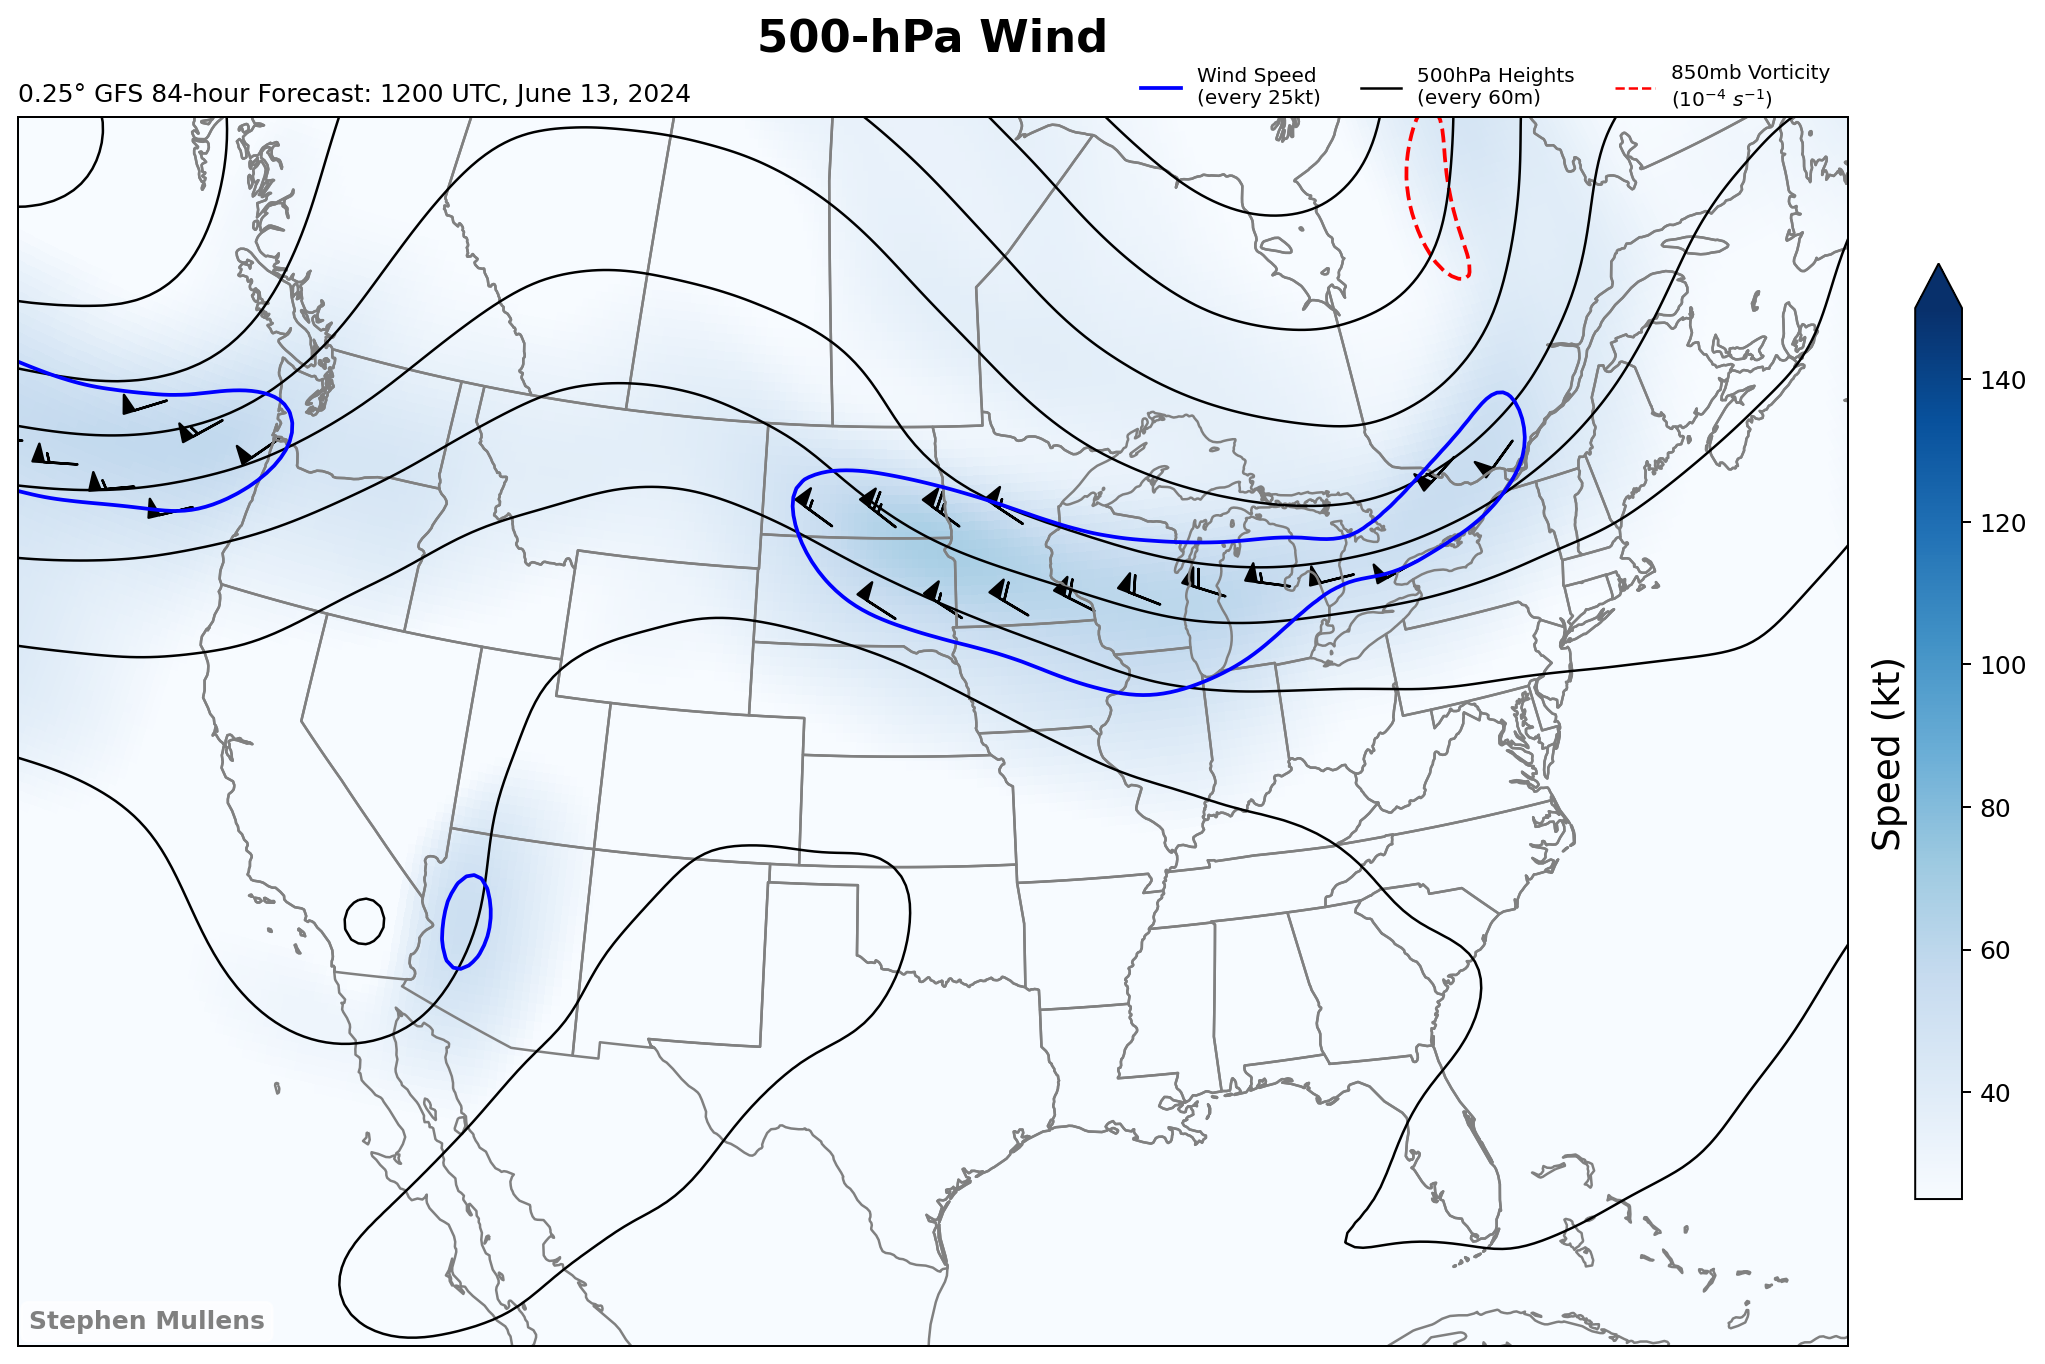 500-hPa Wind
0.25° GFS 84-hour Forecast: 1200 UTC, June 13, 2024
Wind Speed
(every 25kt)
500hPa Heights
(every 60m)
850mb Vorticity
(10⁻⁴ s⁻¹)
140
120
100
80
60
40
Speed (kt)
Stephen Mullens